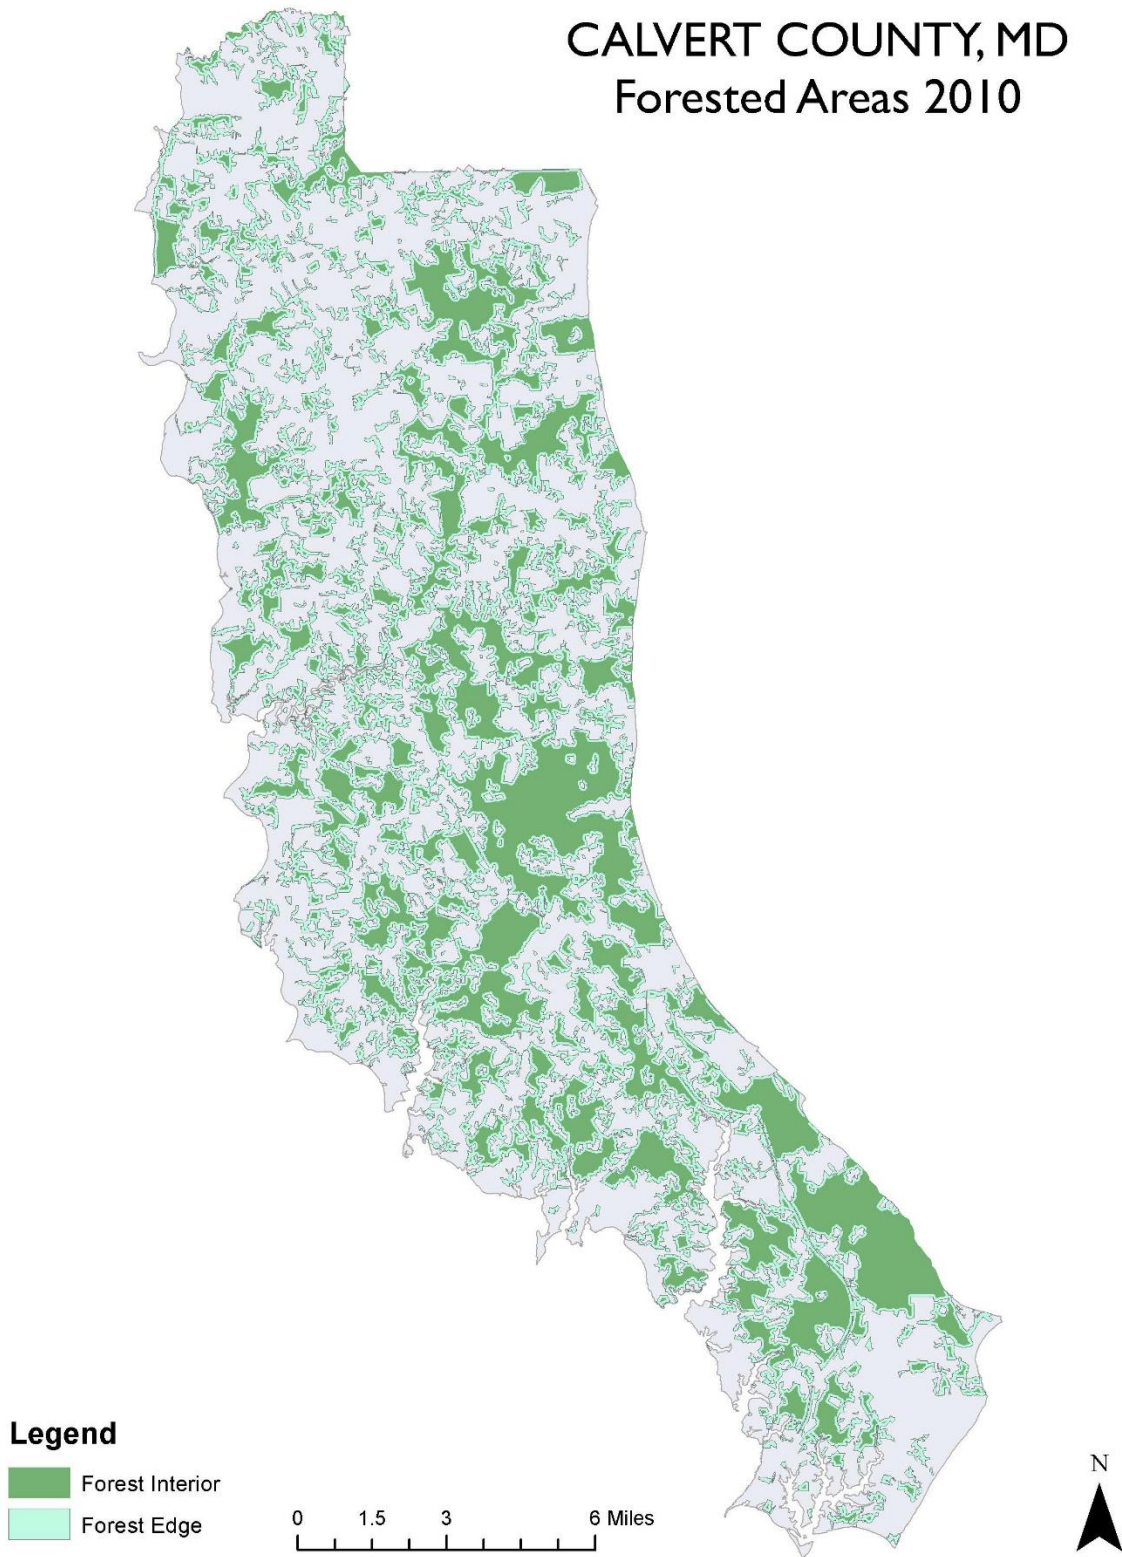 CALVERT COUNTY, MD
Forested Areas 2010
Legend
Forest Interior
Forest Edge
0 1.5 3 6 Miles
N